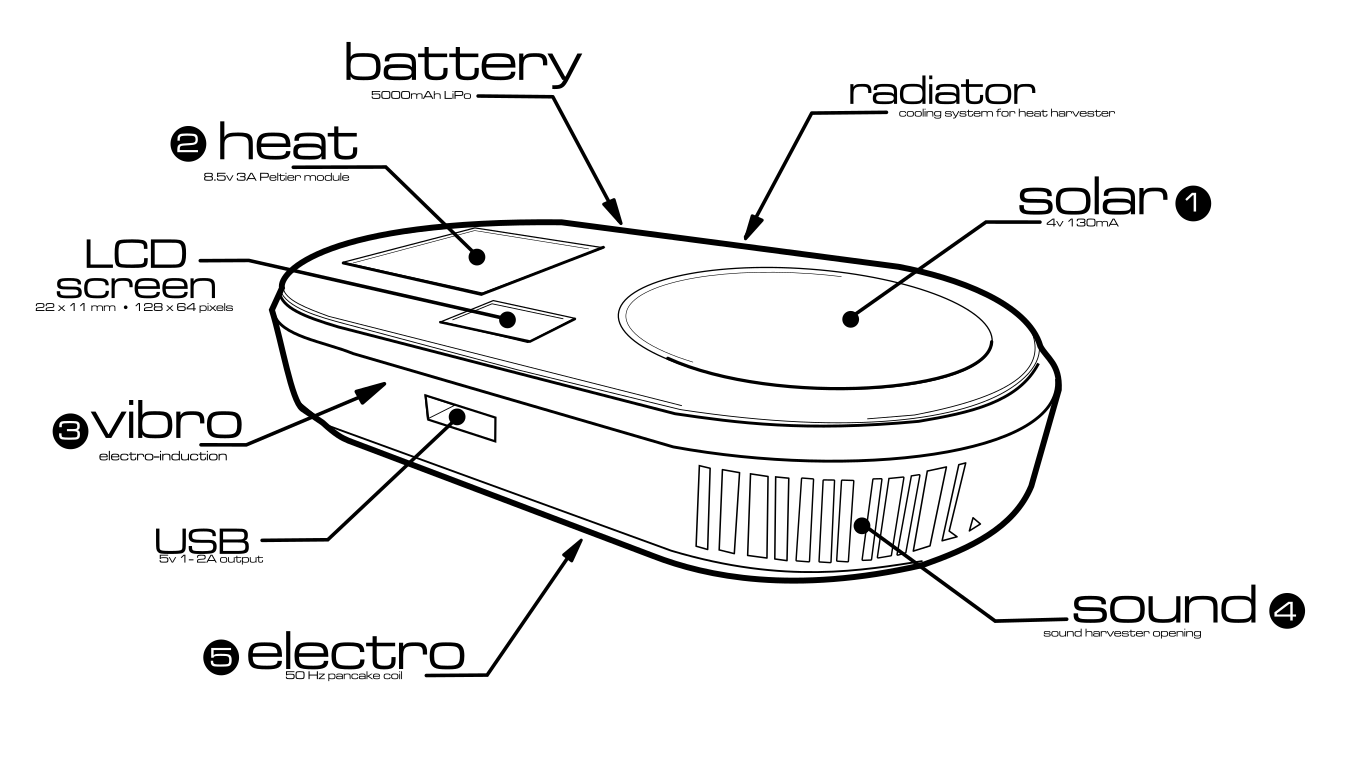 battery
5000mAh LiPo
radiator
cooling system for heat harvester
2 heat
8.5v 3A Peltier module
solar 1
4v 130mA
LCD
screen
22 x 11 mm • 128 x 64 pixels
3 vibro
electro-induction
USB
5v 1-2A output
sound 4
sound harvester opening
5 electro
50 Hz pancake coil